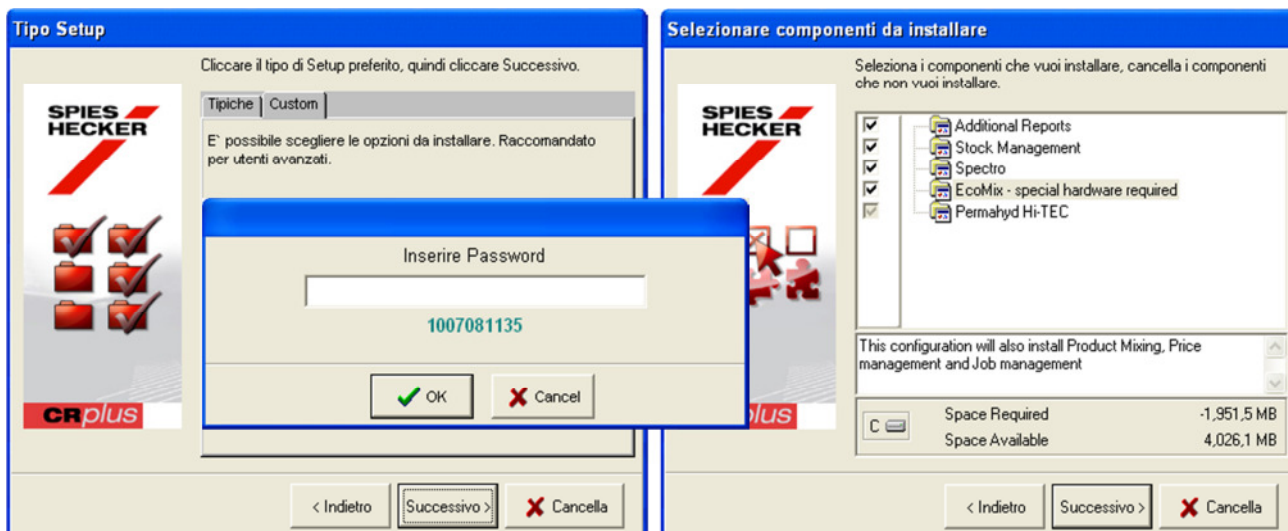 Tipo Setup
Cliccare il tipo di Setup preferito, quindi cliccare Successivo.
SPIES
HECKER
Tipiche
Custom
E` possibile scegliere le opzioni da installare. Raccomandato
per utenti avanzati.
Inserire Password
1007081135
OK
Cancel
CRplus
< Indietro
Successivo >
Cancella
Selezionare componenti da installare
Seleziona i componenti che vuoi installare, cancella i componenti
che non vuoi installare.
SPIES
HECKER
Additional Reports
Stock Management
Spectro
EcoMix - special hardware required
Permahyd Hi-TEC
This configuration will also install Product Mixing, Price
management and Job management
plus
C
Space Required
-1,951,5 MB
Space Available
4,026,1 MB
< Indietro
Successivo >
Cancella